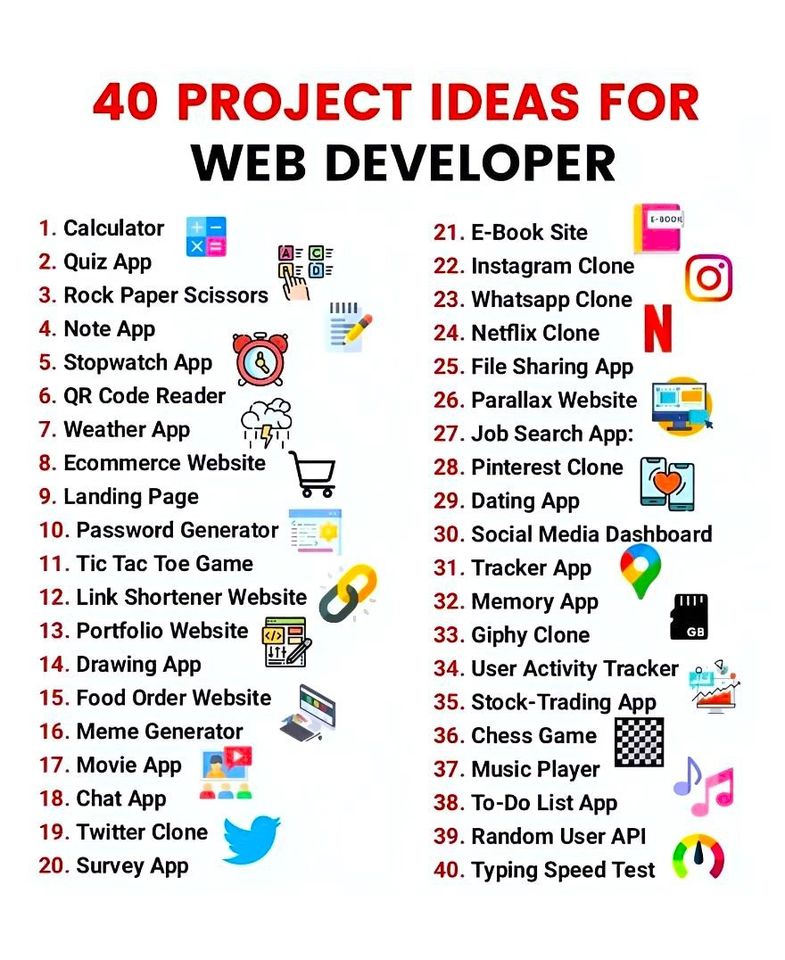 40 PROJECT IDEAS FOR
WEB DEVELOPER
1. Calculator
2. Quiz App
3. Rock Paper Scissors
4. Note App
5. Stopwatch App
6. QR Code Reader
7. Weather App
8. Ecommerce Website
9. Landing Page
10. Password Generator
11. Tic Tac Toe Game
12. Link Shortener Website
13. Portfolio Website
14. Drawing App
15. Food Order Website
16. Meme Generator
17. Movie App
18. Chat App
19. Twitter Clone
20. Survey App
A C
D
</>
21. E-Book Site
22. Instagram Clone
23. Whatsapp Clone
24. Netflix Clone
25. File Sharing App
26. Parallax Website
27. Job Search App:
28. Pinterest Clone
29. Dating App
30. Social Media Dashboard
31. Tracker App
32. Memory App
33. Giphy Clone
34. User Activity Tracker
35. Stock-Trading App
36. Chess Game
37. Music Player
38. To-Do List App
39. Random User API
40. Typing Speed Test
E-BOOK
N
GB